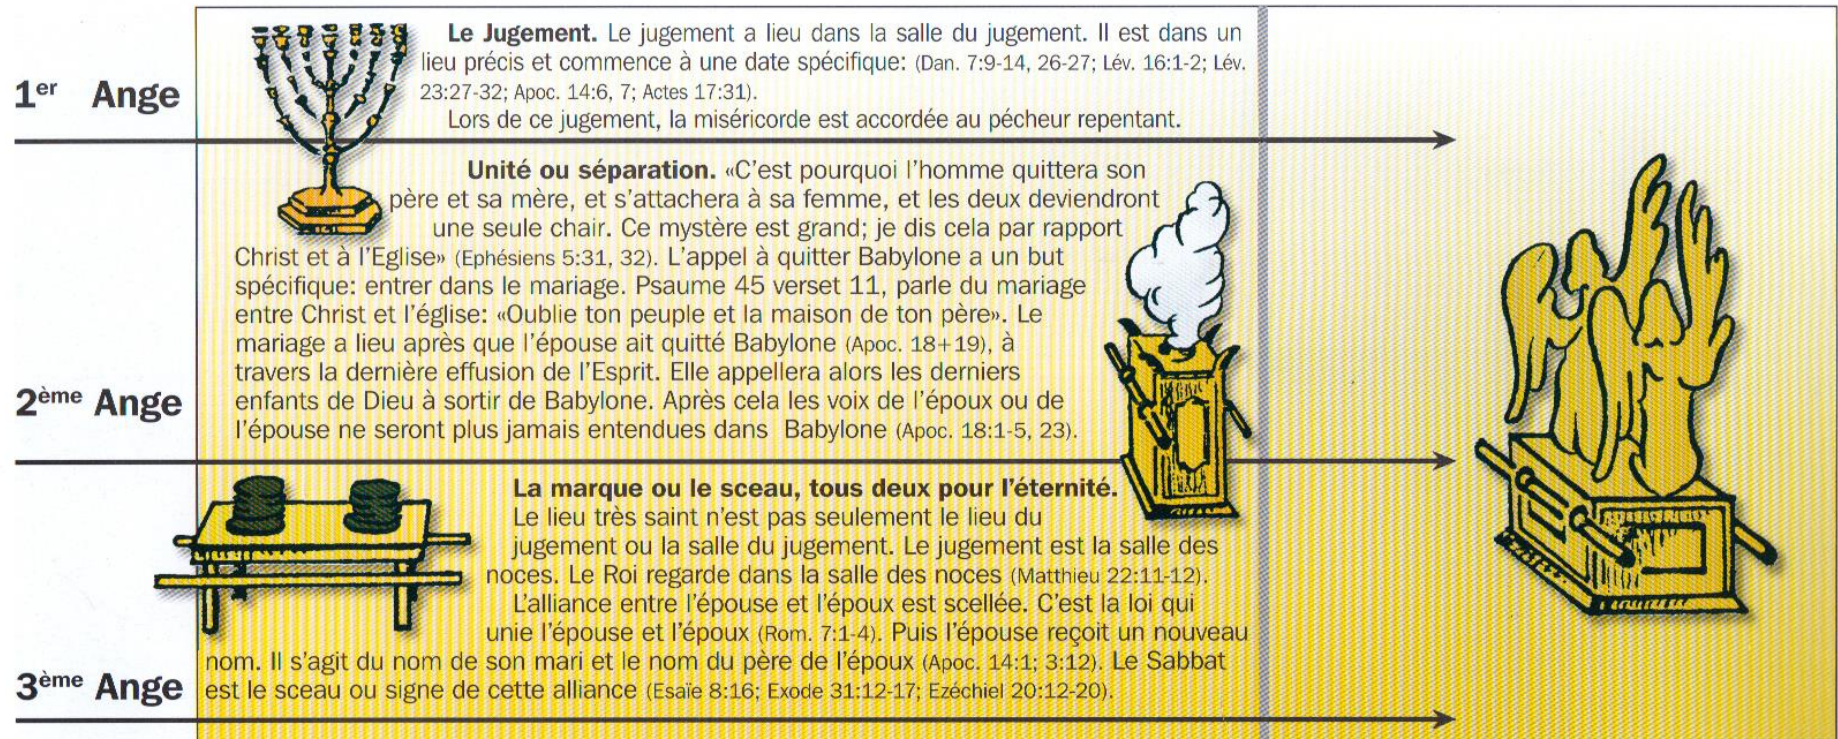 Le Jugement. Le jugement a lieu dans la salle du jugement. Il est dans un
lieu précis et commence à une date spécifique: (Dan. 7:9-14, 26-27; Lév. 16:1-2; Lév.
1er Ange
23:27-32; Apoc. 14:6, 7; Actes 17:31).
Lors de ce jugement, la miséricorde est accordée au pécheur repentant.
Unité ou séparation. «C'est pourquoi l'homme quittera son
père et sa mère, et s'attachera à sa femme, et les deux deviendront
une seule chair. Ce mystère est grand; je dis cela par rapport
Christ et à l'Eglise» (Ephésiens 5:31, 32). L'appel à quitter Babylone a un but
spécifique: entrer dans le mariage. Psaume 45 verset 11, parle du mariage
entre Christ et l'église: «Oublie ton peuple et la maison de ton père». Le
mariage a lieu après que l'épouse ait quitté Babylone (Apoc. 18+19), à
travers la dernière effusion de l'Esprit. Elle appellera alors les derniers
2ème Ange
enfants de Dieu à sortir de Babylone. Après cela les voix de l'époux ou de
l'épouse ne seront plus jamais entendues dans Babylone (Apoc. 18:1-5, 23).
La marque ou le sceau, tous deux pour l'éternité.
Le lieu très saint n'est pas seulement le lieu du
jugement ou la salle du jugement. Le jugement est la salle des
noces. Le Roi regarde dans la salle des noces (Matthieu 22:11-12).
L'alliance entre l'épouse et l'époux est scellée. C'est la loi qui
unie l'épouse et l'époux (Rom. 7:1-4). Puis l'épouse reçoit un nouveau
nom. Il s'agit du nom de son mari et le nom du père de l'époux (Apoc. 14:1; 3:12). Le Sabbat
3ème Ange
est le sceau ou signe de cette alliance (Esaïe 8:16; Exode 31:12-17; Ezéchiel 20:12-20).